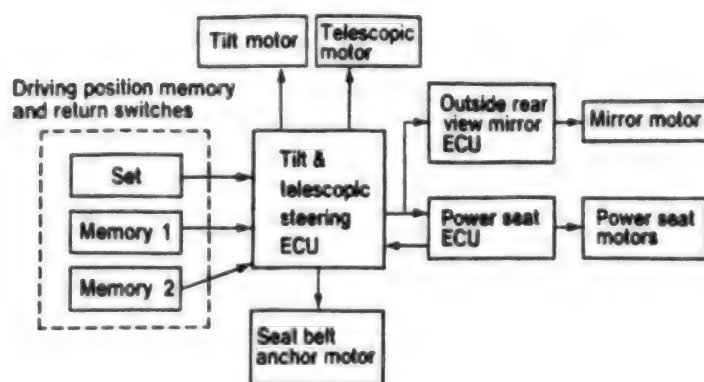 Tilt motor
Telescopic
motor
Driving position memory
and return switches
Set
Memory 1
Memory 2
Tilt &
telescopic
steering
ECU
Outside rear
view mirror
ECU
Mirror motor
Power seat
ECU
Power seat
motors
Seat belt
anchor motor